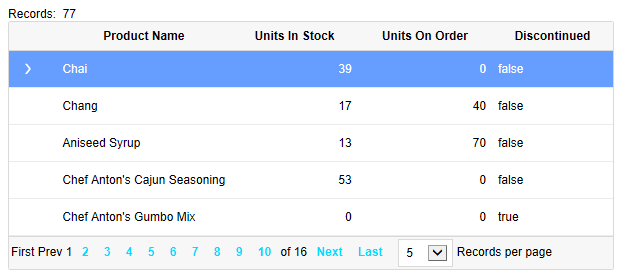 Records: 77
Product Name Units In Stock Units On Order Discontinued
Chai 39 0 false
Chang 17 40 false
Aniseed Syrup 13 70 false
Chef Anton's Cajun Seasoning 53 0 false
Chef Anton's Gumbo Mix 0 0 true
First Prev 1 2 3 4 5 6 7 8 9 10 of 16 Next Last 5 Records per page